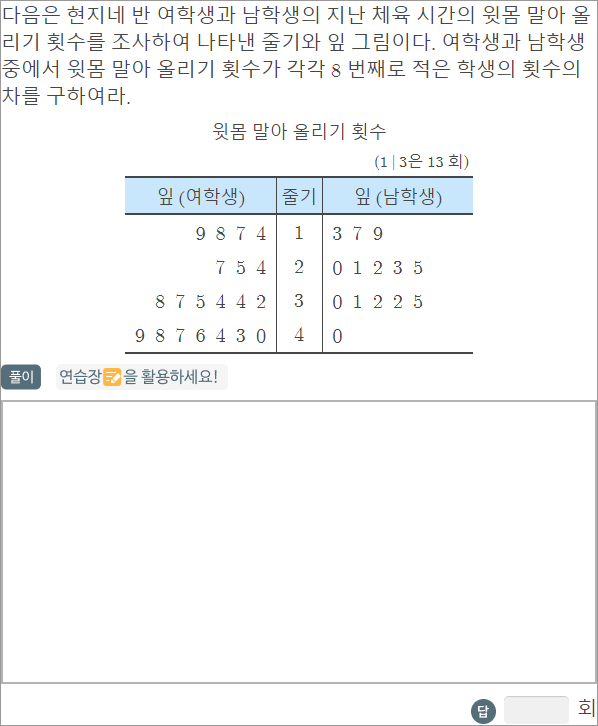 다음은 현지네 반 여학생과 남학생의 지난 체육 시간의 윗몸 말아 올
리기 횟수를 조사하여 나타낸 줄기와 잎 그림이다. 여학생과 남학생
중에서 윗몸 말아 올리기 횟수가 각각 8 번째로 적은 학생의 횟수의
차를 구하여라.
윗몸 말아 올리기 횟수
(1 | 3은 13 회)
잎 (여학생) 줄기 잎 (남학생)
9 8 7 4 1 3 7 9
7 5 4 2 0 1 2 3 5
8 7 5 4 4 2 3 0 1 2 2 5
9 8 7 6 4 3 0 4 0
풀이 연습장을 활용하세요!
답 회